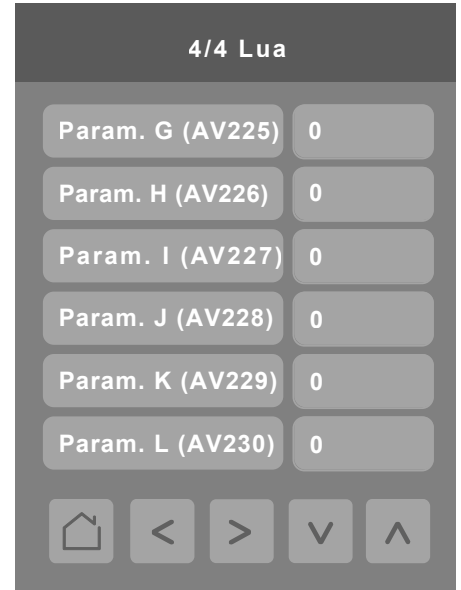 4/4 Lua
Param. G (AV225) 0
Param. H (AV226) 0
Param. I (AV227) 0
Param. J (AV228) 0
Param. K (AV229) 0
Param. L (AV230) 0
< > V Λ